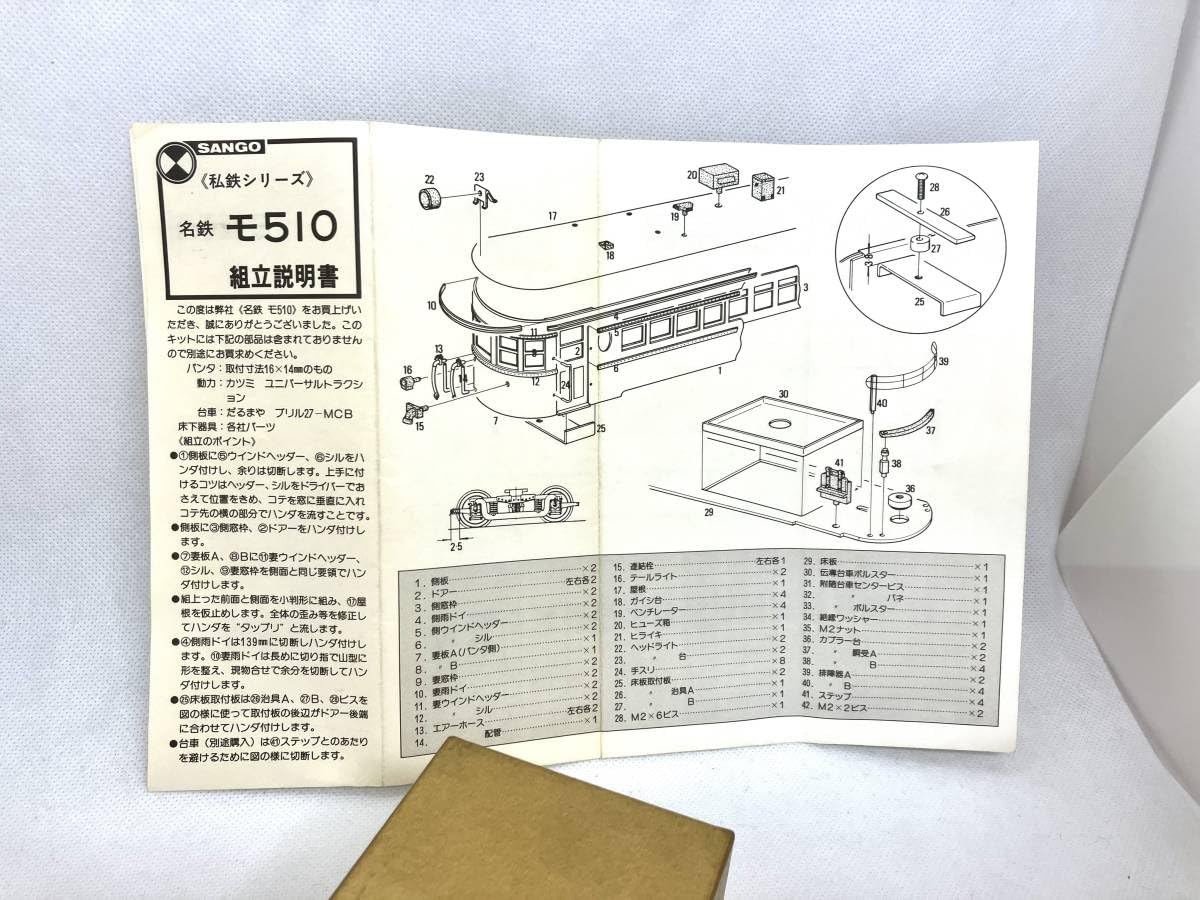 SANGO
《私鉄シリーズ》
名鉄 モ510
組立説明書
この度は弊社《名鉄 モ510》をお買上げい
ただき、誠にありがとうございました。この
キットには下記の部品は含まれておりません
ので別途にお買求めください。
パンタ：取付寸法16×14㎜のもの
動力：カツミ ユニバーサルトラクシ
ョン
台車：だるまや ブリル27-MCB
床下器具：各社パーツ
《組立のポイント》
●①側板に⑤ウインドヘッダー、⑥シルをハ
ンダ付けし、余りは切断します。上手に付
けるコツはヘッダー、シルをドライバーでお
さえて位置をきめ、コテを窓に垂直に入れ
コテ先の横の部分でハンダを流すことです。
●側板に③側窓枠、②ドアーをハンダ付けし
ます。
●⑦妻板A、⑧Bに⑪妻ウインドヘッダー、
⑫シル、⑨妻窓枠を側面と同じ要領でハン
ダ付けします。
●組上った前面と側面を小判形に組み、⑰屋
根を仮止めします。全体の歪み等を修正し
てハンダを“タップリ”と流します。
●④側雨ドイは139㎜に切断しハンダ付けしま
す。⑩妻雨ドイは長めに切り指で山型に
形を整え、現物合せで余分を切断してハン
ダ付けします。
●㉕床板取付板は㉖治具A、㉗B、㉘ビスを
図の様に使って取付板の後辺がドアー後端
に合わせてハンダ付けします。
●台車（別途購入）は㊶ステップとのあたり
を避けるために図の様に切断します。
22
23
17
20
21
19
18
28
26
27
25
10
11
4
5
3
1
2
9
8
6
12
24
13
14
16
15
7
25
30
39
40
37
38
41
36
29
2·5
1. 側板……×2
2. ドアー……左右各2
3. 側窓枠……×2
4. 側雨ドイ……×2
5. 側ウインドヘッダー……×2
6. 〃 シル……×1
7. 妻板A(パンタ側)……×1
8. 〃 B……×2
9. 妻窓枠……×2
10. 妻雨ドイ……×2
11. 妻ウインドヘッダー……×2
12. 〃 シル……左右各2
13. エアーホース……×1
14. 配管
15. 連結栓……左右各1
16. テールライト……×2
17. 屋根……×1
18. ガイシ台……×4
19. ベンチレーター……×4
20. ヒューズ箱……×1
21. ヒライキ……×1
22. ヘッドライト……×2
23. 〃 台……×2
24. 手スリ……×8
25. 床板取付板……×2
26. 〃 治具A……×1
27. 〃 B……×2
28. M2×6ビス……×1
29. 床板……×1
30. 伝導台車ボルスター……×1
31. 附随台車センタービス……×1
32. 〃 バネ……×1
33. 〃 ボルスター……×1
34. 絶縁ワッシャー……×1
35. M2ナット……×1
36. カプラー台……×2
37. 〃 胴受A……×2
38. 〃 B……×4
39. 排障器A……×2
40. 〃 B……×4
41. ステップ……×4
42. M2×2ビス……×2